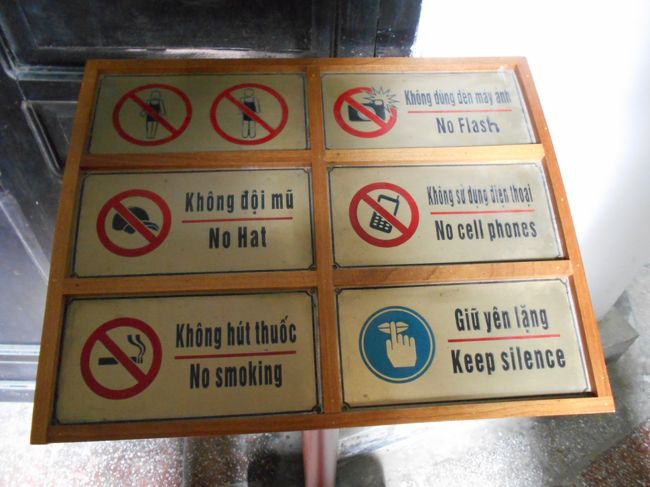 Không dùng đèn máy ảnh
No Flash
Không đội mũ
No Hat
Không sử dụng điện thoại
No cell phones
Không hút thuốc
No smoking
Giữ yên lặng
Keep silence